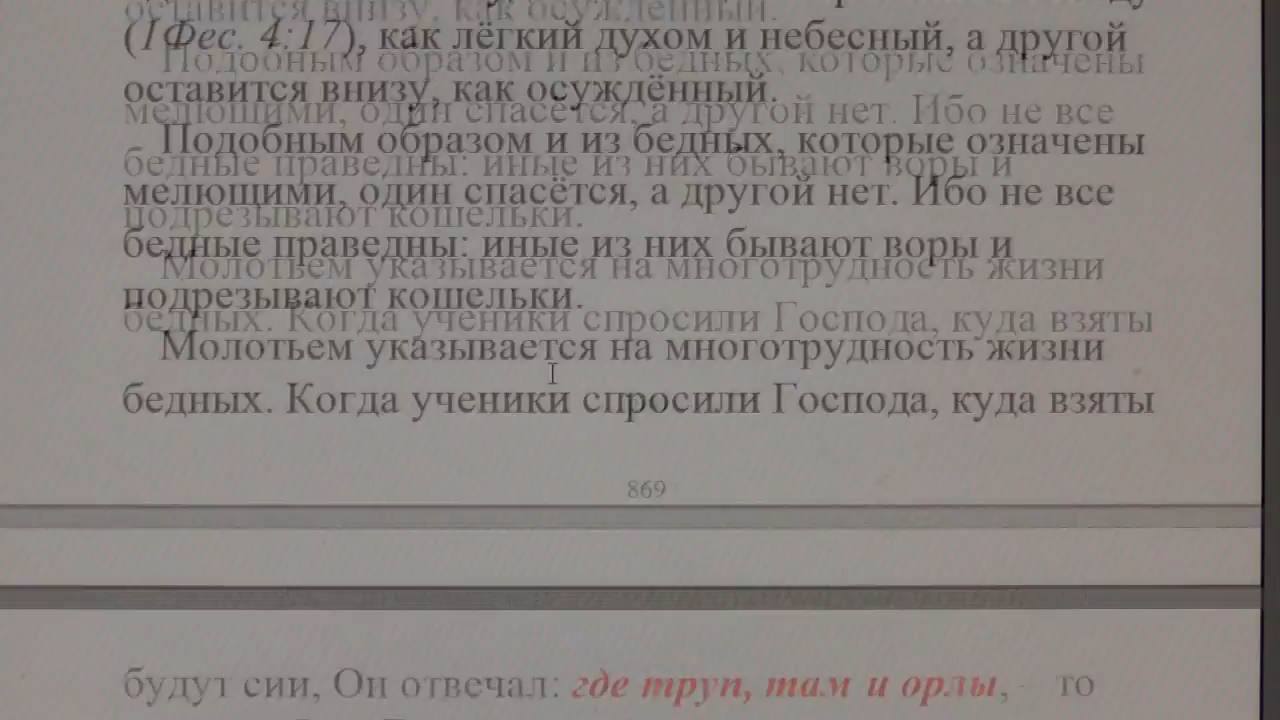 (1Фес. 4:17), как лёгкий духом и небесный, а другой
оставится внизу, как осуждённый.
Подобным образом и из бедных, которые означены
мелющими, один спасётся, а другой нет. Ибо не все
бедные праведны: иные из них бывают воры и
подрезывают кошельки.
Молотьем указывается на многотрудность жизни
бедных. Когда ученики спросили Господа, куда взяты
869
будут сии, Он отвечал: где труп, там и орлы, то